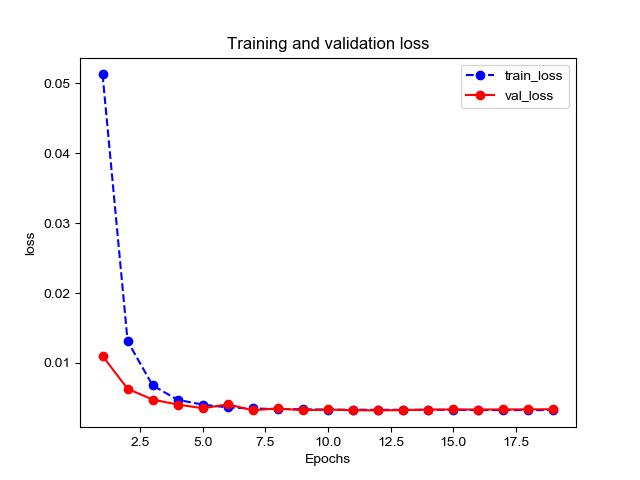 Training and validation loss
train_loss
val_loss
0.05
0.04
0.03
0.02
0.01
loss
2.5 5.0 7.5 10.0 12.5 15.0 17.5
Epochs